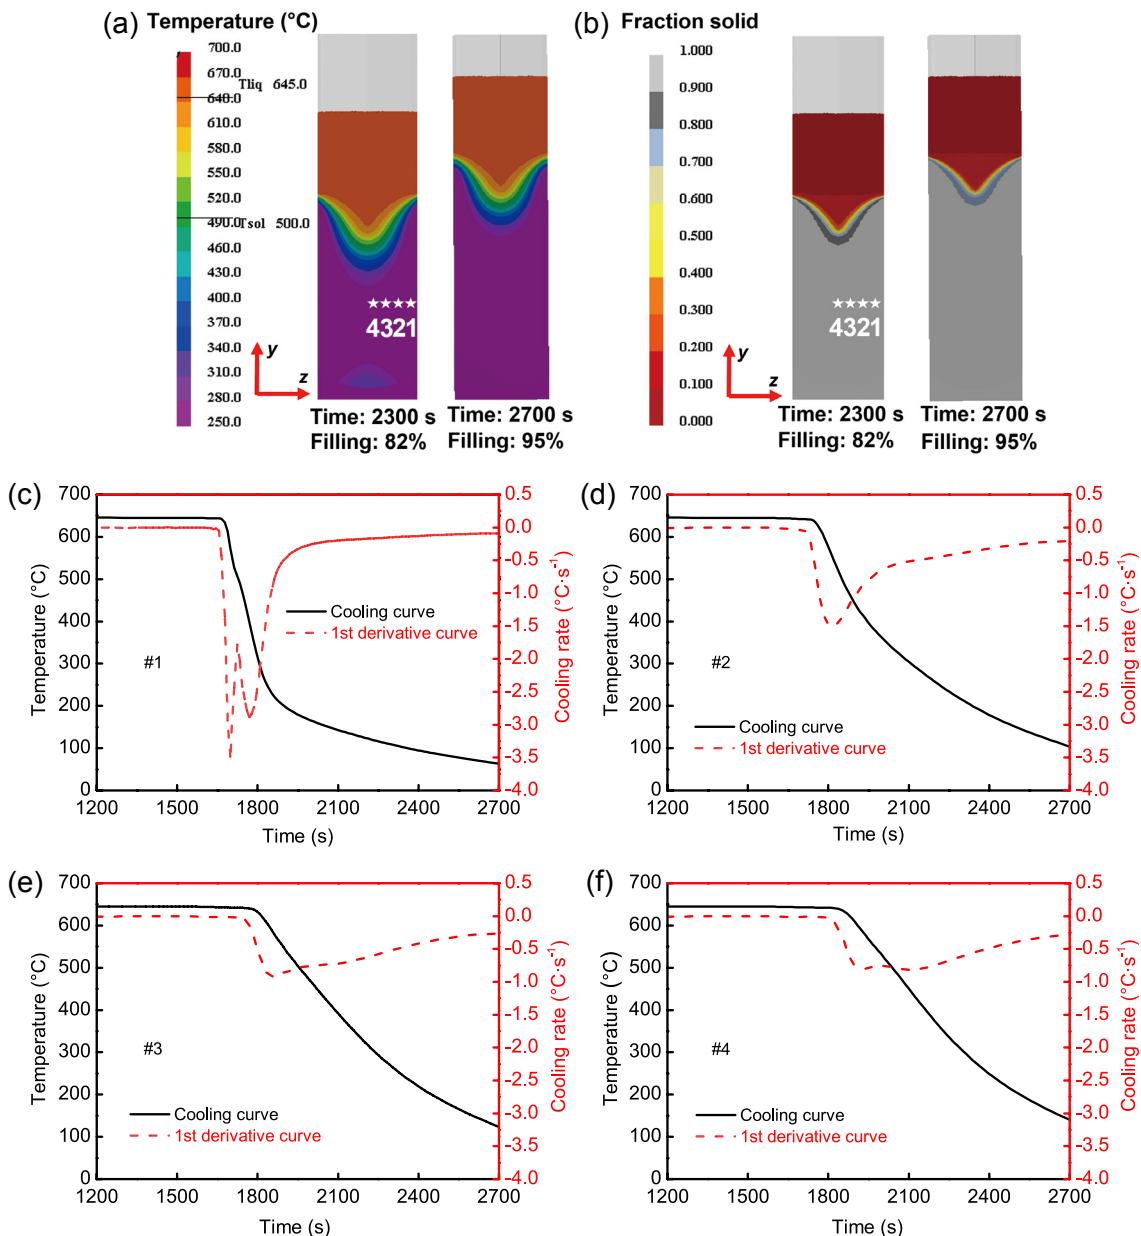 (a) Temperature (°C)
700.0
670.0
640.0
610.0
580.0
550.0
520.0
490.0
460.0
430.0
400.0
370.0
340.0
310.0
280.0
250.0
Tliq 645.0
Tsol 500.0
y
z
★★★★
4321
Time: 2300 s
Filling: 82%
Time: 2700 s
Filling: 95%
(b) Fraction solid
1.000
0.900
0.800
0.700
0.600
0.500
0.400
0.300
0.200
0.100
0.000
y
z
★★★★
4321
Time: 2300 s
Filling: 82%
Time: 2700 s
Filling: 95%
(c)
Temperature (°C)
700
600
500
400
300
200
100
0
1200 1500 1800 2100 2400 2700
Time (s)
0.5
0.0
-0.5
-1.0
-1.5
-2.0
-2.5
-3.0
-3.5
-4.0
Cooling rate (°C·s⁻¹)
Cooling curve
1st derivative curve
#1
(d)
Temperature (°C)
700
600
500
400
300
200
100
0
1200 1500 1800 2100 2400 2700
Time (s)
0.5
0.0
-0.5
-1.0
-1.5
-2.0
-2.5
-3.0
-3.5
-4.0
Cooling rate (°C·s⁻¹)
#2
Cooling curve
1st derivative curve
(e)
Temperature (°C)
700
600
500
400
300
200
100
0
1200 1500 1800 2100 2400 2700
Time (s)
0.5
0.0
-0.5
-1.0
-1.5
-2.0
-2.5
-3.0
-3.5
-4.0
Cooling rate (°C·s⁻¹)
#3
Cooling curve
1st derivative curve
(f)
Temperature (°C)
700
600
500
400
300
200
100
0
1200 1500 1800 2100 2400 2700
Time (s)
0.5
0.0
-0.5
-1.0
-1.5
-2.0
-2.5
-3.0
-3.5
-4.0
Cooling rate (°C·s⁻¹)
#4
Cooling curve
1st derivative curve